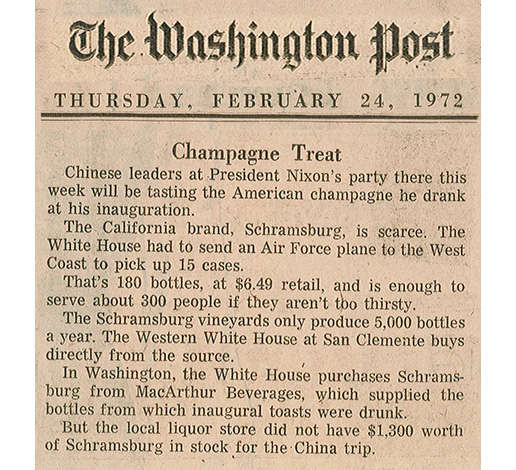 The Washington Post
THURSDAY, FEBRUARY 24, 1972
Champagne Treat
Chinese leaders at President Nixon's party there this
week will be tasting the American champagne he drank
at his inauguration.
The California brand, Schramsburg, is scarce. The
White House had to send an Air Force plane to the West
Coast to pick up 15 cases.
That's 180 bottles, at $6.49 retail, and is enough to
serve about 300 people if they aren't too thirsty.
The Schramsburg vineyards only produce 5,000 bottles
a year. The Western White House at San Clemente buys
directly from the source.
In Washington, the White House purchases Schrams-
burg from MacArthur Beverages, which supplied the
bottles from which inaugural toasts were drunk.
But the local liquor store did not have $1,300 worth
of Schramsburg in stock for the China trip.